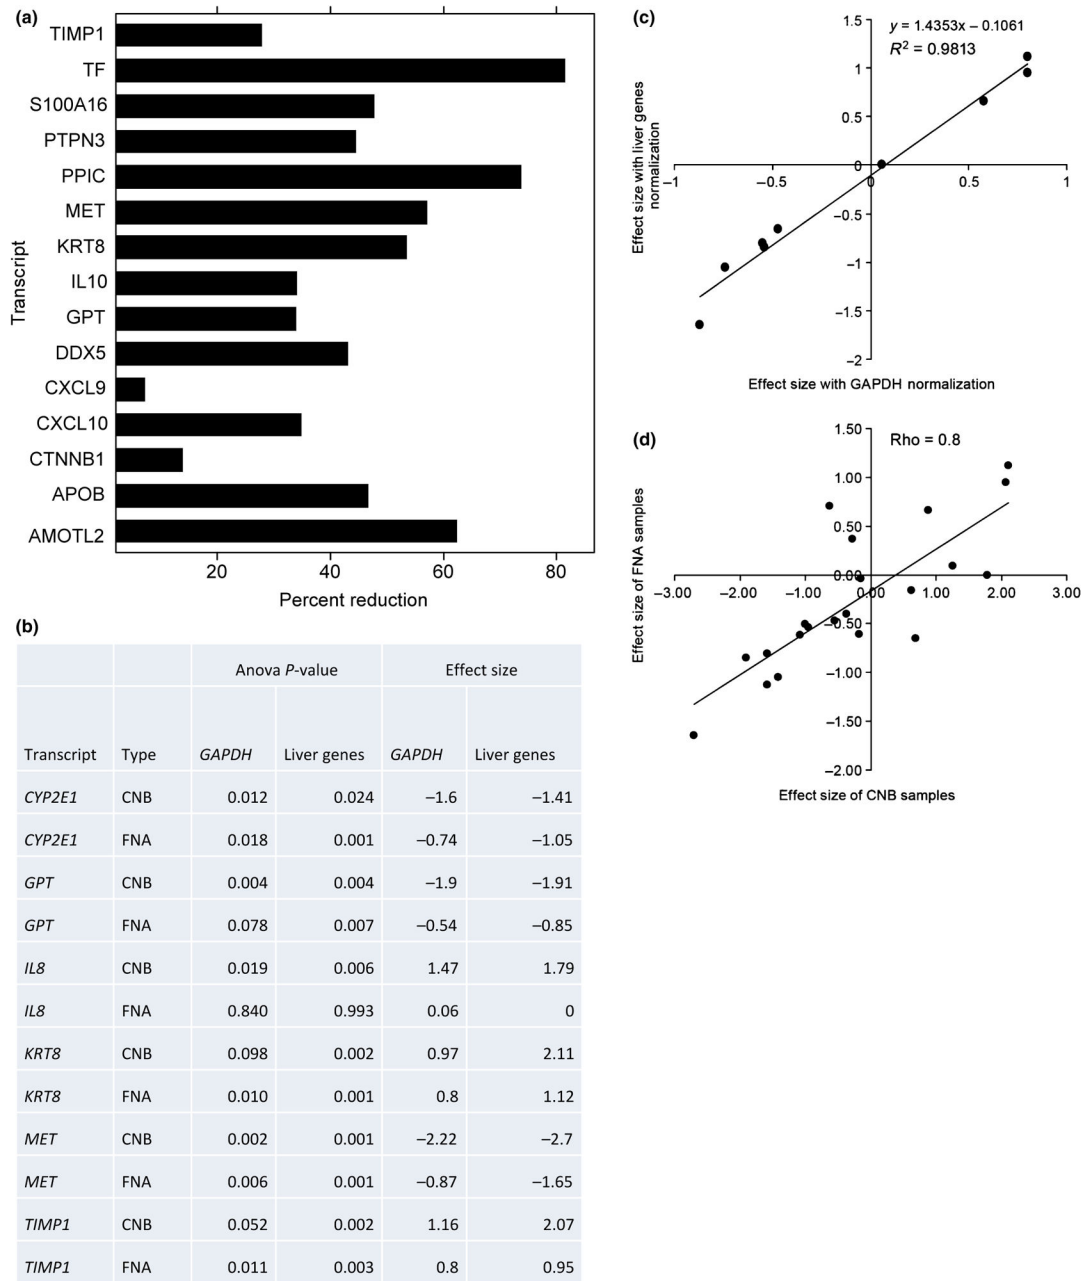 (a)
Transcript
TIMP1
TF
S100A16
PTPN3
PPIC
MET
KRT8
IL10
GPT
DDX5
CXCL9
CXCL10
CTNNB1
APOB
AMOTL2
20 40 60 80
Percent reduction
(b)
Anova P-value Effect size
Transcript Type GAPDH Liver genes GAPDH Liver genes
CYP2E1 CNB 0.012 0.024 –1.6 –1.41
CYP2E1 FNA 0.018 0.001 –0.74 –1.05
GPT CNB 0.004 0.004 –1.9 –1.91
GPT FNA 0.078 0.007 –0.54 –0.85
IL8 CNB 0.019 0.006 1.47 1.79
IL8 FNA 0.840 0.993 0.06 0
KRT8 CNB 0.098 0.002 0.97 2.11
KRT8 FNA 0.010 0.001 0.8 1.12
MET CNB 0.002 0.001 –2.22 –2.7
MET FNA 0.006 0.001 –0.87 –1.65
TIMP1 CNB 0.052 0.002 1.16 2.07
TIMP1 FNA 0.011 0.003 0.8 0.95
(c)
y = 1.4353x – 0.1061
R² = 0.9813
Effect size with liver genes
normalization
1.5
1
0.5
0
–0.5
–1
–1.5
–2
–1 –0.5 0 0.5 1
Effect size with GAPDH normalization
(d)
Rho = 0.8
Effect size of FNA samples
1.50
1.00
0.50
0.00
–0.50
–1.00
–1.50
–2.00
–3.00 –2.00 –1.00 0.00 1.00 2.00 3.00
Effect size of CNB samples